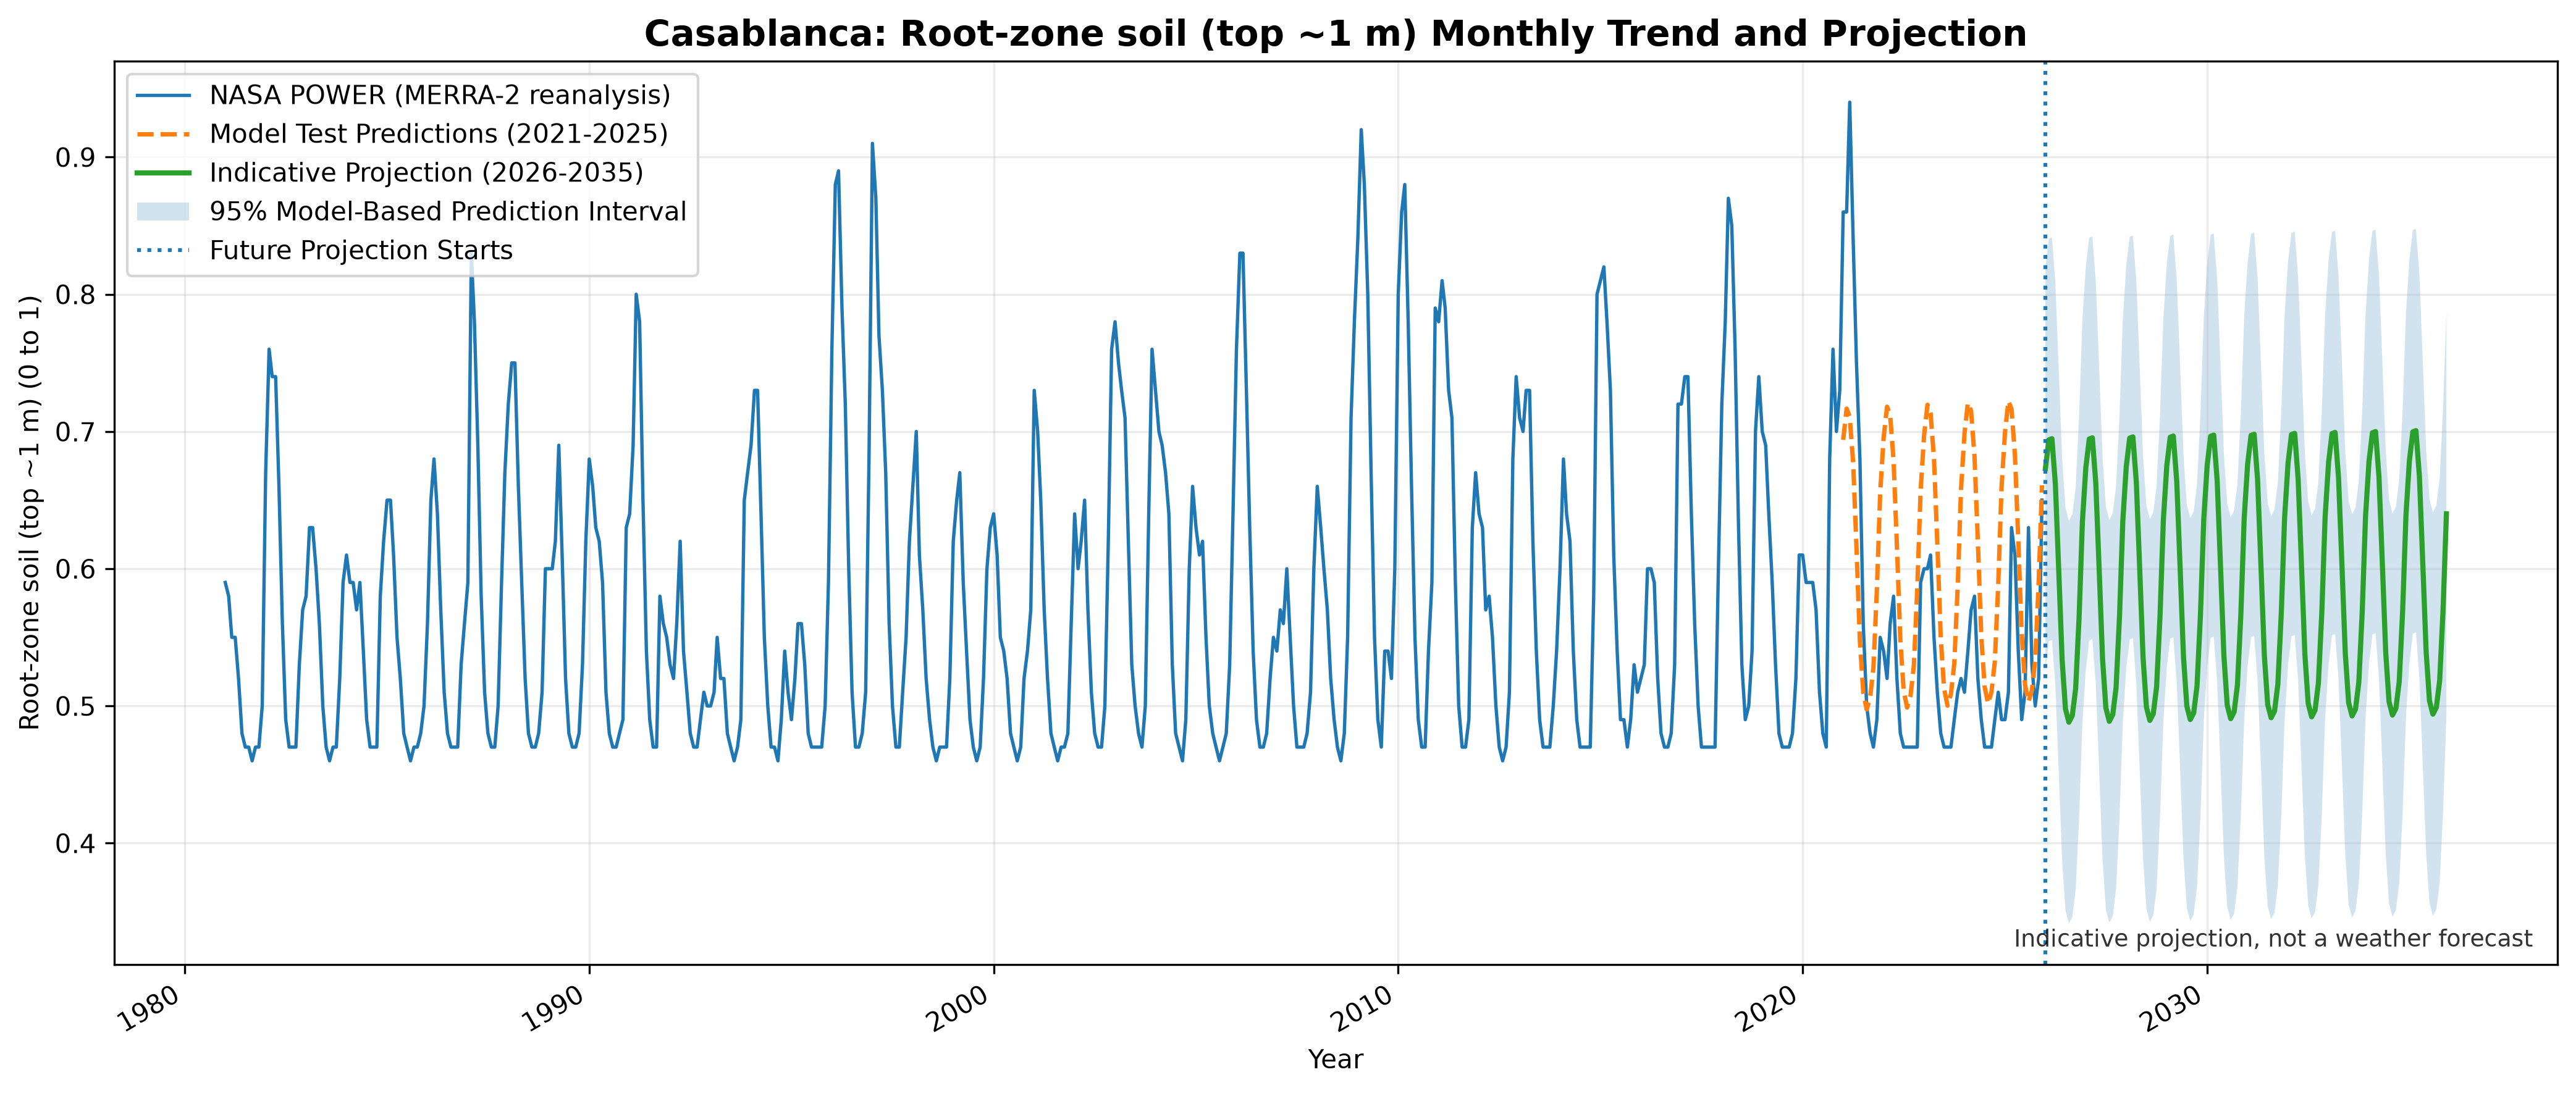 Casablanca: Root-zone soil (top ~1 m) Monthly Trend and Projection
NASA POWER (MERRA-2 reanalysis)
Model Test Predictions (2021-2025)
Indicative Projection (2026-2035)
95% Model-Based Prediction Interval
Future Projection Starts
Root-zone soil (top ~1 m) (0 to 1)
0.9
0.8
0.7
0.6
0.5
0.4
Indicative projection, not a weather forecast
1980
1990
2000
2010
2020
2030
Year